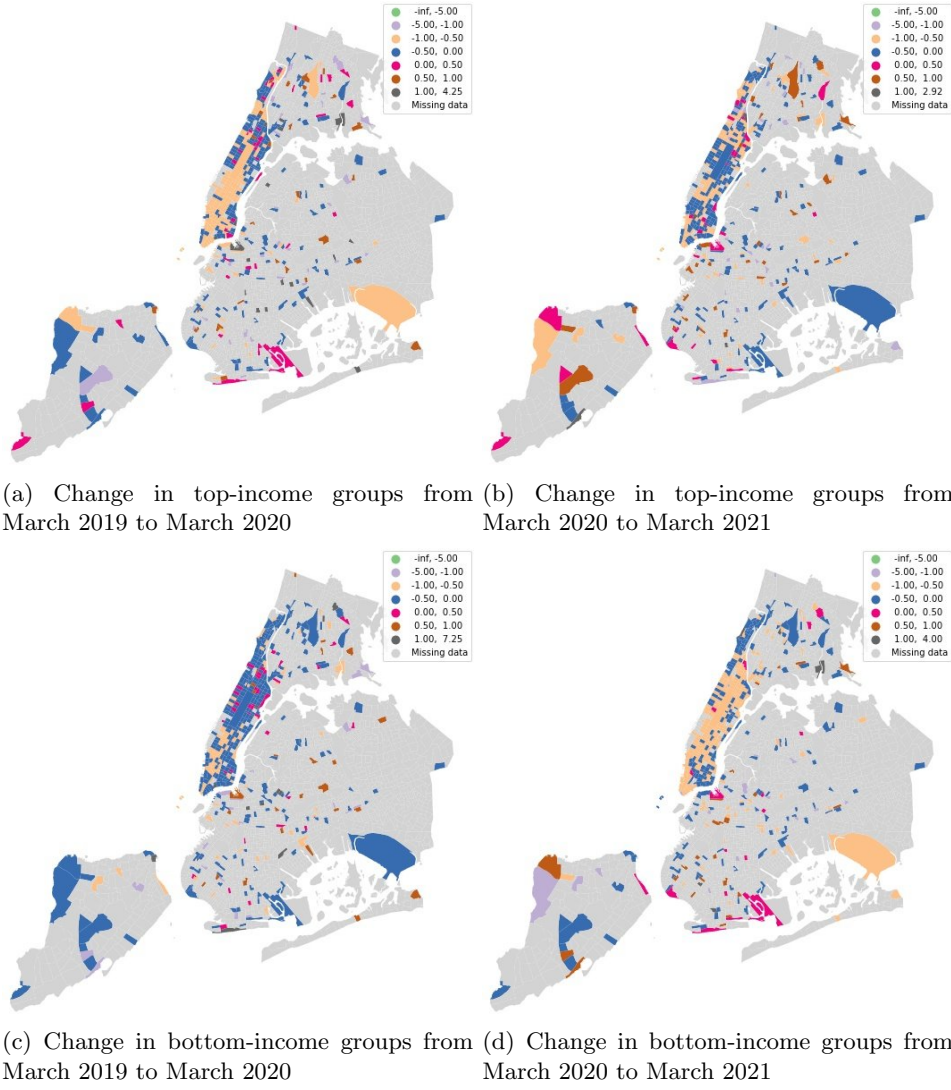 -inf, -5.00
-5.00, -1.00
-1.00, -0.50
-0.50, 0.00
0.00, 0.50
0.50, 1.00
1.00, 4.25
Missing data
-inf, -5.00
-5.00, -1.00
-1.00, -0.50
-0.50, 0.00
0.00, 0.50
0.50, 1.00
1.00, 2.92
Missing data
(a) Change in top-income groups from
March 2019 to March 2020
(b) Change in top-income groups from
March 2020 to March 2021
-inf, -5.00
-5.00, -1.00
-1.00, -0.50
-0.50, 0.00
0.00, 0.50
0.50, 1.00
1.00, 7.25
Missing data
-inf, -5.00
-5.00, -1.00
-1.00, -0.50
-0.50, 0.00
0.00, 0.50
0.50, 1.00
1.00, 4.00
Missing data
(c) Change in bottom-income groups from
March 2019 to March 2020
(d) Change in bottom-income groups from
March 2020 to March 2021